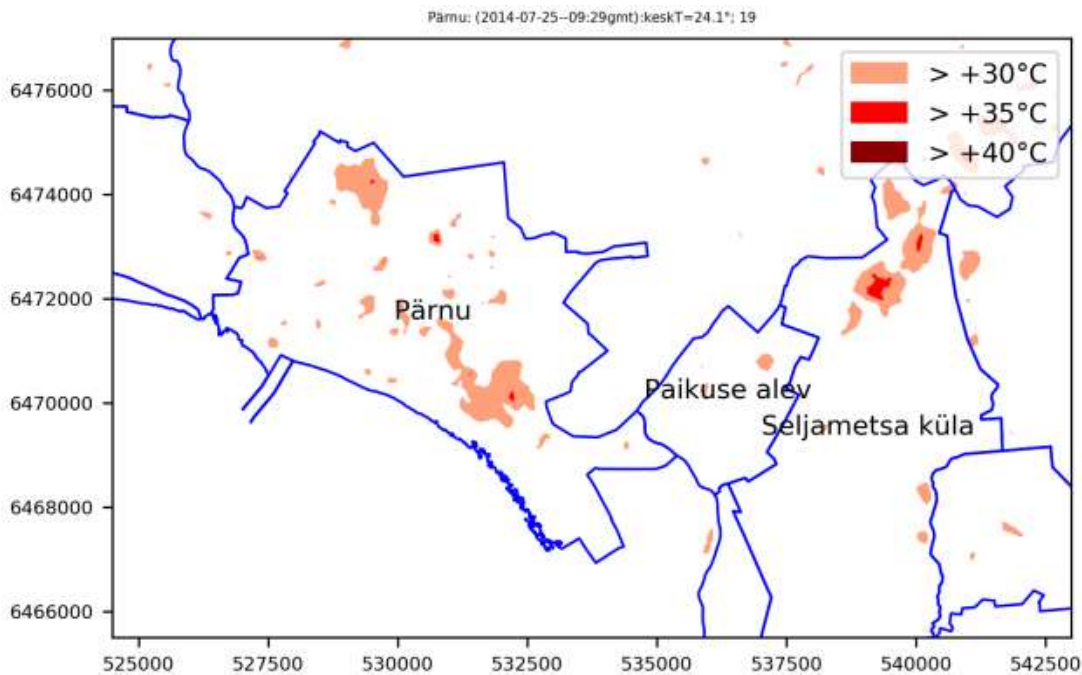 Pärnu: (2014-07-25--09:29gmt):keskT=24.1°; 19
> +30°C
> +35°C
> +40°C
6476000
6474000
6472000
6470000
6468000
6466000
Pärnu
Paikuse alev
Seljametsa küla
525000 527500 530000 532500 535000 537500 540000 542500